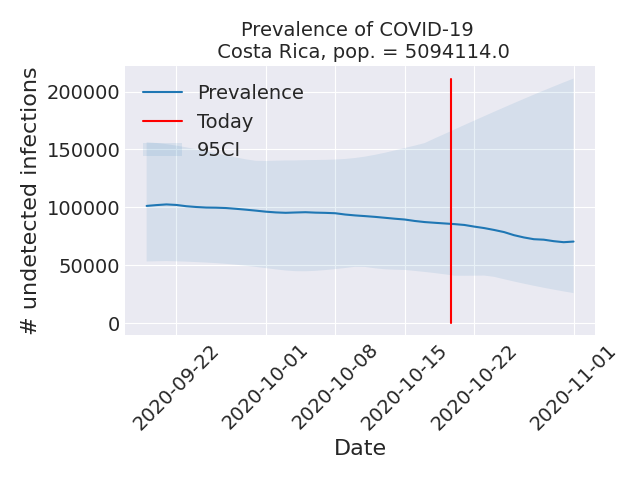 Prevalence of COVID-19
Costa Rica, pop. = 5094114.0
# undetected infections
200000
150000
100000
50000
0
Prevalence
Today
95CI
2020-09-22
2020-10-01
2020-10-08
2020-10-15
2020-10-22
2020-11-01
Date